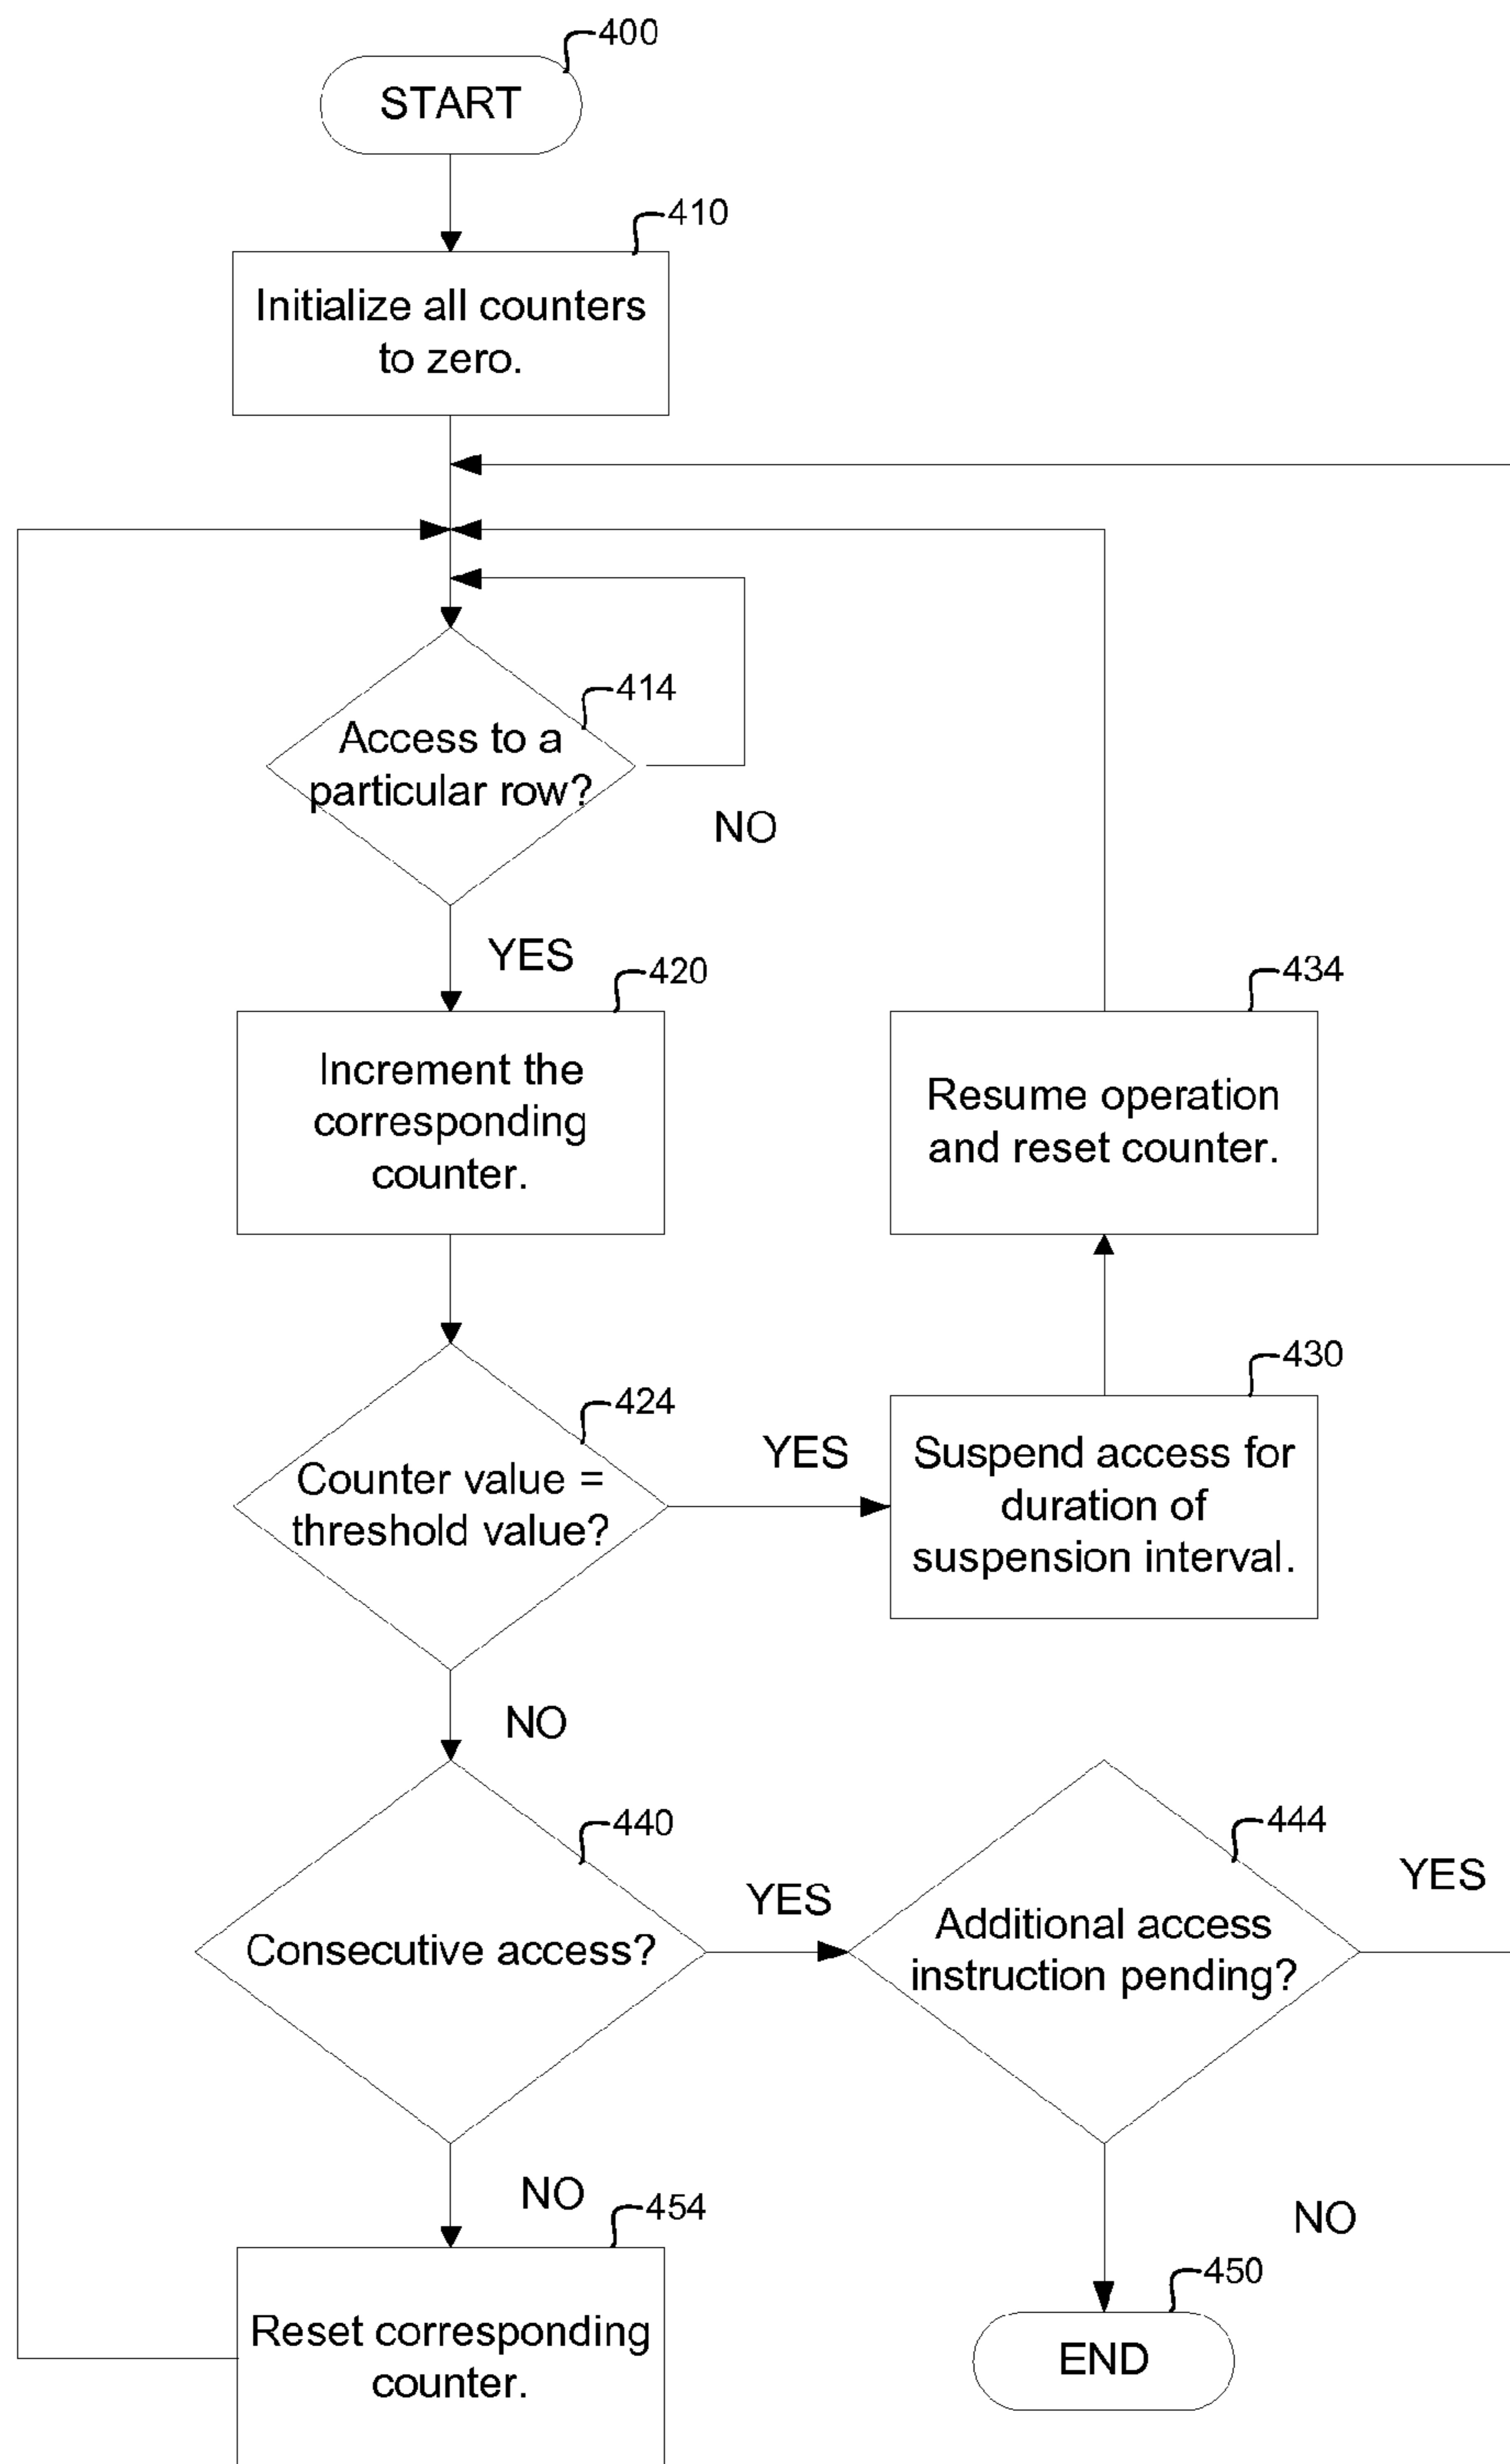 400
START
410
Initialize all counters
to zero.
414
Access to a
particular row?
NO
YES
420
Increment the
corresponding
counter.
434
Resume operation
and reset counter.
424
Counter value =
threshold value?
YES
430
Suspend access for
duration of
suspension interval.
NO
440
Consecutive access?
YES
444
Additional access
instruction pending?
YES
NO
454
Reset corresponding
counter.
NO
450
END